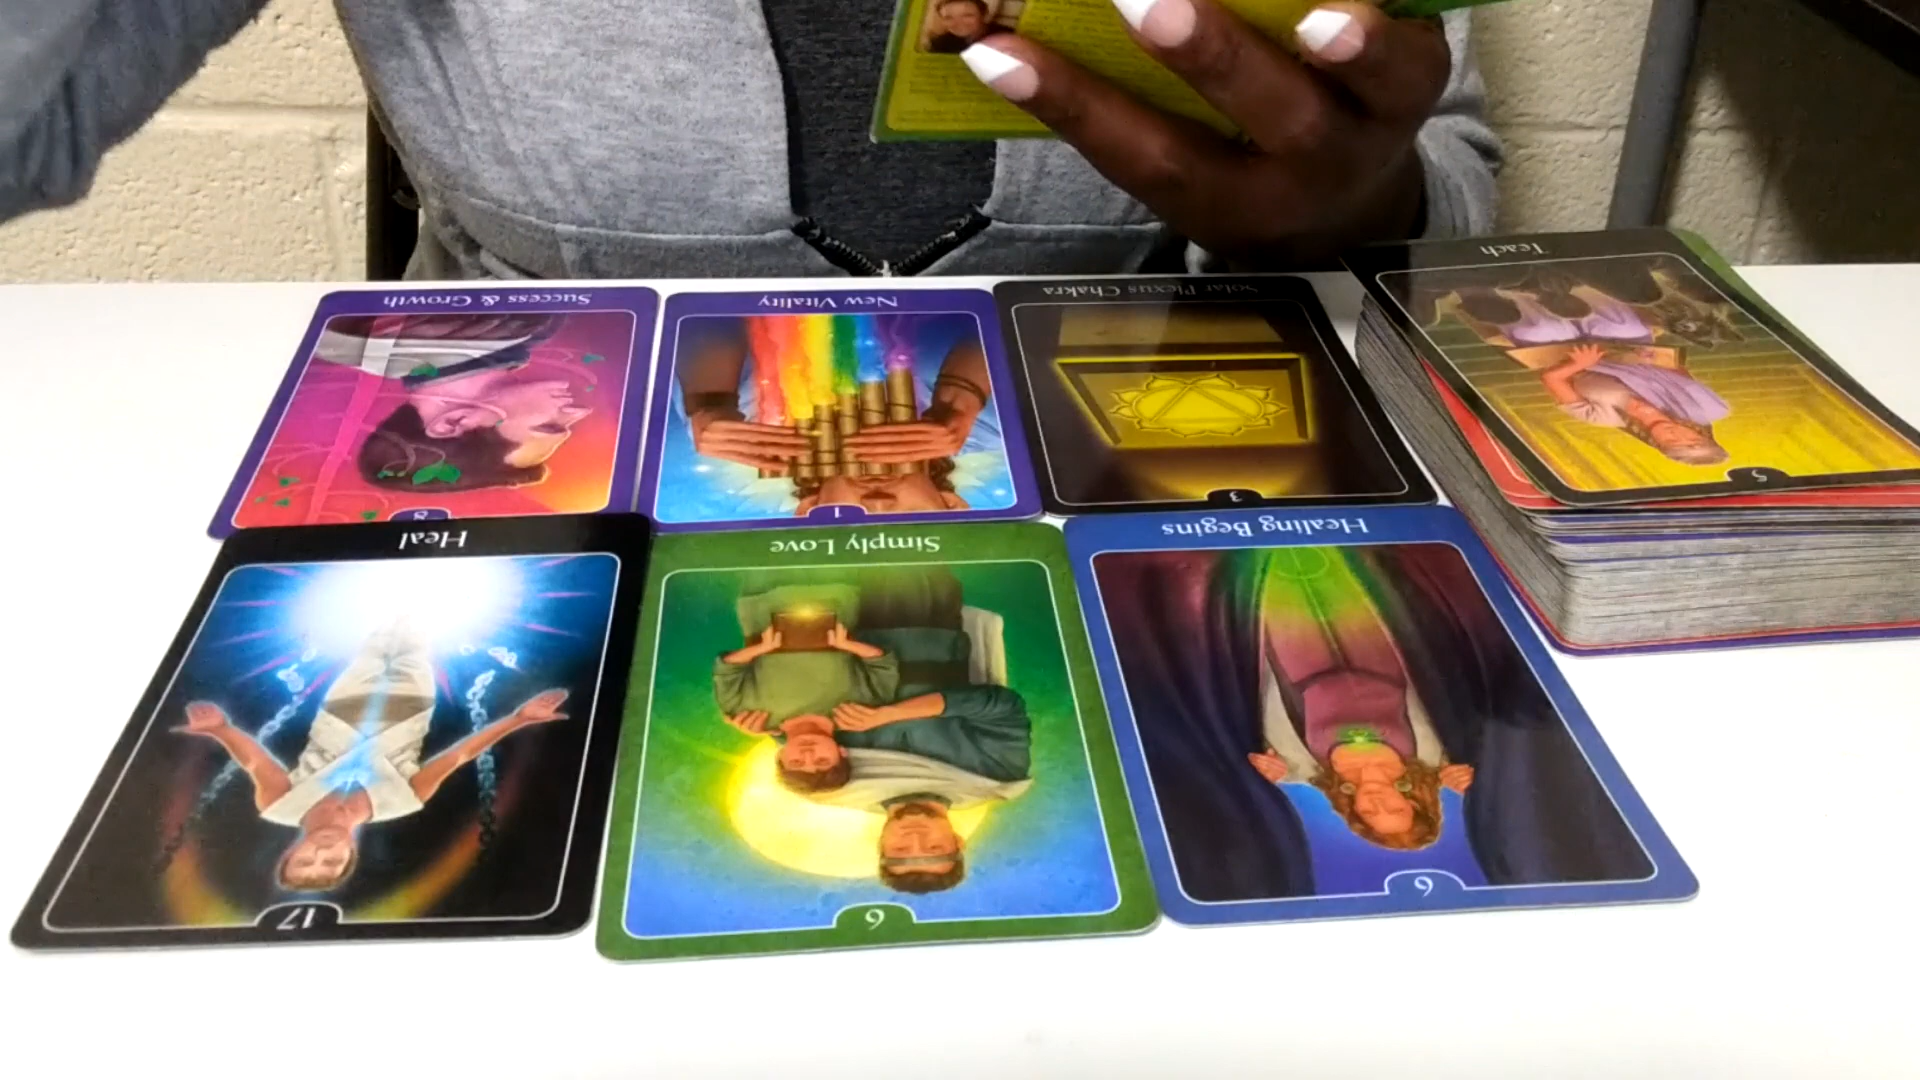 Success & Growth
8
New Vitality
1
Solar Plexus Chakra
3
Teach
5
Heal
17
Simply Love
6
Healing Begins
6